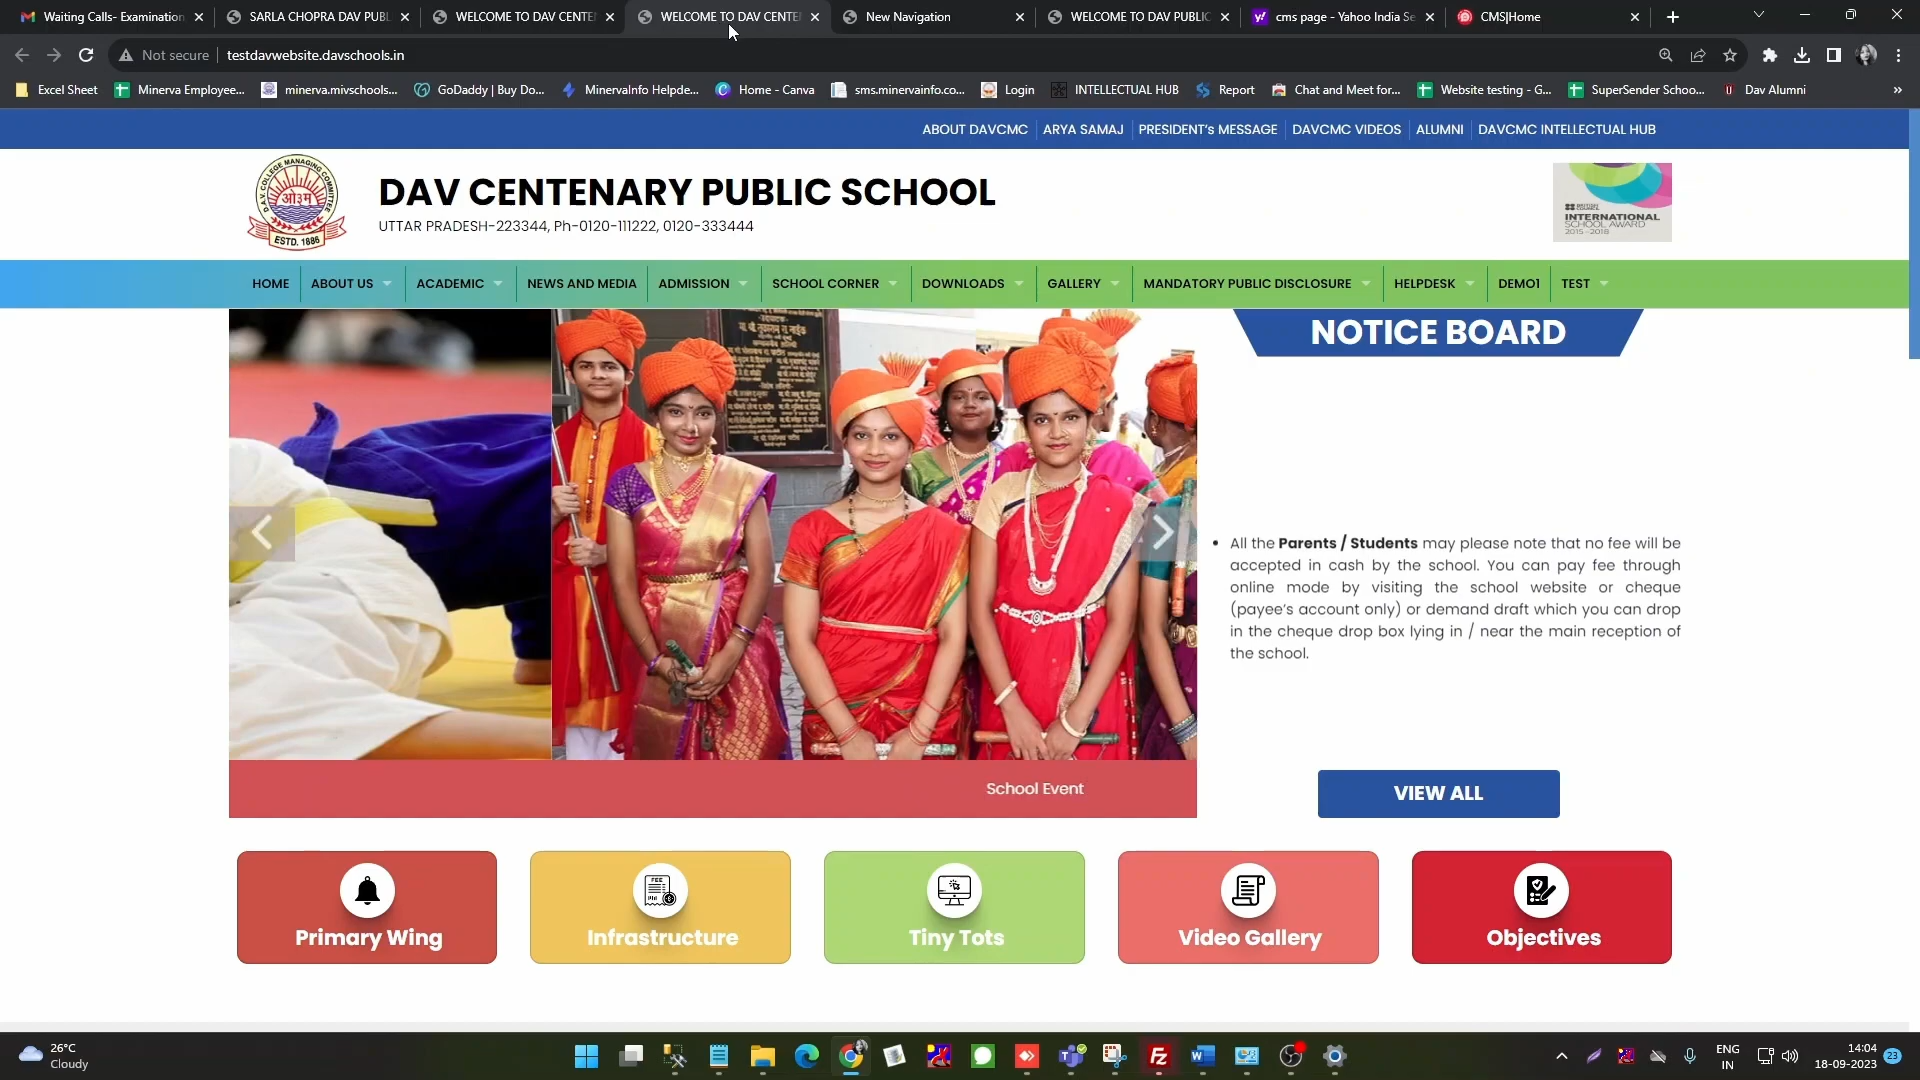 Waiting Calls- Examination
SARLA CHOPRA DAV PUBL
WELCOME TO DAV CENTE
WELCOME TO DAV CENTE
New Navigation
WELCOME TO DAV PUBLIC
cms page - Yahoo India Se
CMS|Home
Not secure
testdavwebsite.davschools.in
Excel Sheet
Minerva Employee...
minerva.mivschools...
GoDaddy | Buy Do...
MinervaInfo Helpde...
Home - Canva
sms.minervainfo.co...
Login
INTELLECTUAL HUB
Report
Chat and Meet for...
Website testing - G...
SuperSender Schoo...
Dav Alumni
ABOUT DAVCMC
ARYA SAMAJ
PRESIDENT's MESSAGE
DAVCMC VIDEOS
ALUMNI
DAVCMC INTELLECTUAL HUB
D.A.V. COLLEGE MANAGING COMMITTEE
ओ३म्
ESTD. 1886
DAV CENTENARY PUBLIC SCHOOL
UTTAR PRADESH-223344, Ph-0120-111222, 0120-333444
BRITISH
COUNCIL
INTERNATIONAL
SCHOOL AWARD
2015-2018
HOME
ABOUT US
ACADEMIC
NEWS AND MEDIA
ADMISSION
SCHOOL CORNER
DOWNLOADS
GALLERY
MANDATORY PUBLIC DISCLOSURE
HELPDESK
DEMO1
TEST
NOTICE BOARD
• All the Parents / Students may please note that no fee will be
accepted in cash by the school. You can pay fee through
online mode by visiting the school website or cheque
(payee's account only) or demand draft which you can drop
in the cheque drop box lying in / near the main reception of
the school.
School Event
VIEW ALL
Primary Wing
Infrastructure
Tiny Tots
Video Gallery
Objectives
26°C
Cloudy
ENG
IN
14:04
18-09-2023
23